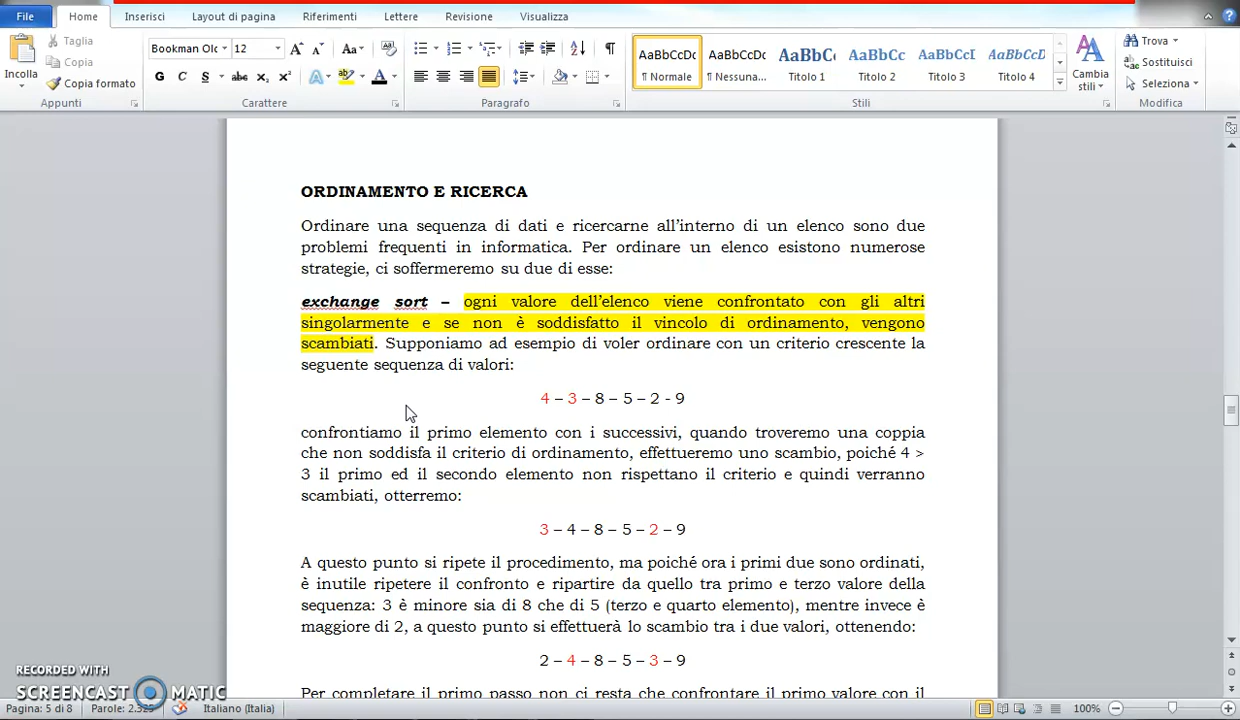 File Home Inserisci Layout di pagina Riferimenti Lettere Revisione Visualizza
Incolla
Taglia
Copia
Copia formato
Appunti
Bookman Olc 12
G C S abc x₂ x²
Carattere
Paragrafo
AaBbCcDc AaBbCcDc AaBbC AaBbCc AaBbCcI AaBbCcD
¶ Normale ¶ Nessuna... Titolo 1 Titolo 2 Titolo 3 Titolo 4
Stili
Cambia
stili
Trova
Sostituisci
Seleziona
Modifica
ORDINAMENTO E RICERCA
Ordinare una sequenza di dati e ricercarne all’interno di un elenco sono due
problemi frequenti in informatica. Per ordinare un elenco esistono numerose
strategie, ci soffermeremo su due di esse:
exchange sort – ogni valore dell’elenco viene confrontato con gli altri
singolarmente e se non è soddisfatto il vincolo di ordinamento, vengono
scambiati. Supponiamo ad esempio di voler ordinare con un criterio crescente la
seguente sequenza di valori:
4 – 3 – 8 – 5 – 2 - 9
confrontiamo il primo elemento con i successivi, quando troveremo una coppia
che non soddisfa il criterio di ordinamento, effettueremo uno scambio, poiché 4 >
3 il primo ed il secondo elemento non rispettano il criterio e quindi verranno
scambiati, otterremo:
3 – 4 – 8 – 5 – 2 – 9
A questo punto si ripete il procedimento, ma poiché ora i primi due sono ordinati,
è inutile ripetere il confronto e ripartire da quello tra primo e terzo valore della
sequenza: 3 è minore sia di 8 che di 5 (terzo e quarto elemento), mentre invece è
maggiore di 2, a questo punto si effettuerà lo scambio tra i due valori, ottenendo:
2 – 4 – 8 – 5 – 3 – 9
Per completare il primo passo non ci resta che confrontare il primo valore con il
RECORDED WITH
SCREENCAST MATIC
Pagina: 5 di 8 Parole: 2.325 Italiano (Italia) 100%